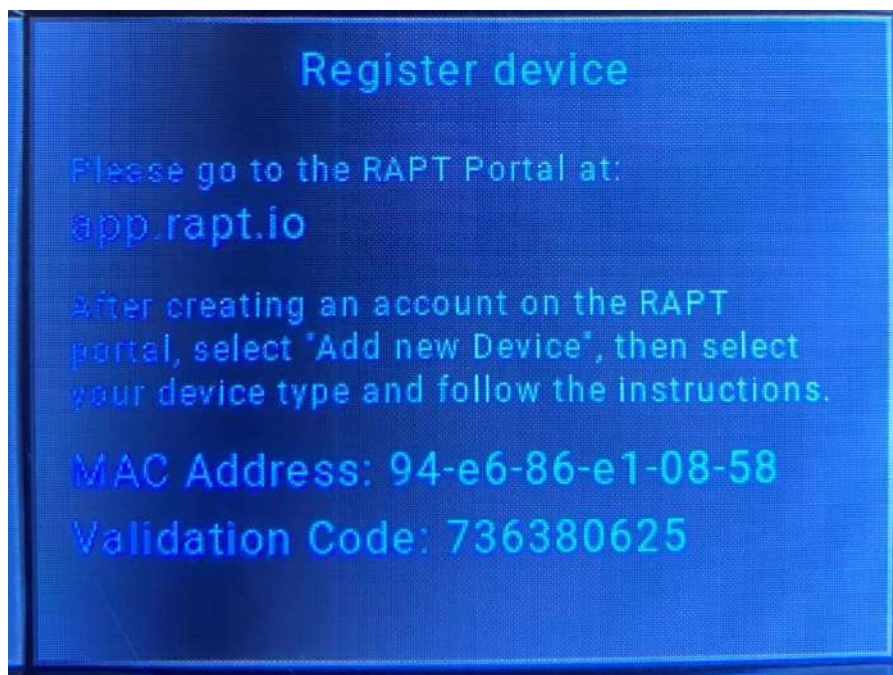 Register device
Please go to the RAPT Portal at:
app.rapt.io
After creating an account on the RAPT
portal, select "Add new Device", then select
your device type and follow the instructions.
MAC Address: 94-e6-86-e1-08-58
Validation Code: 736380625